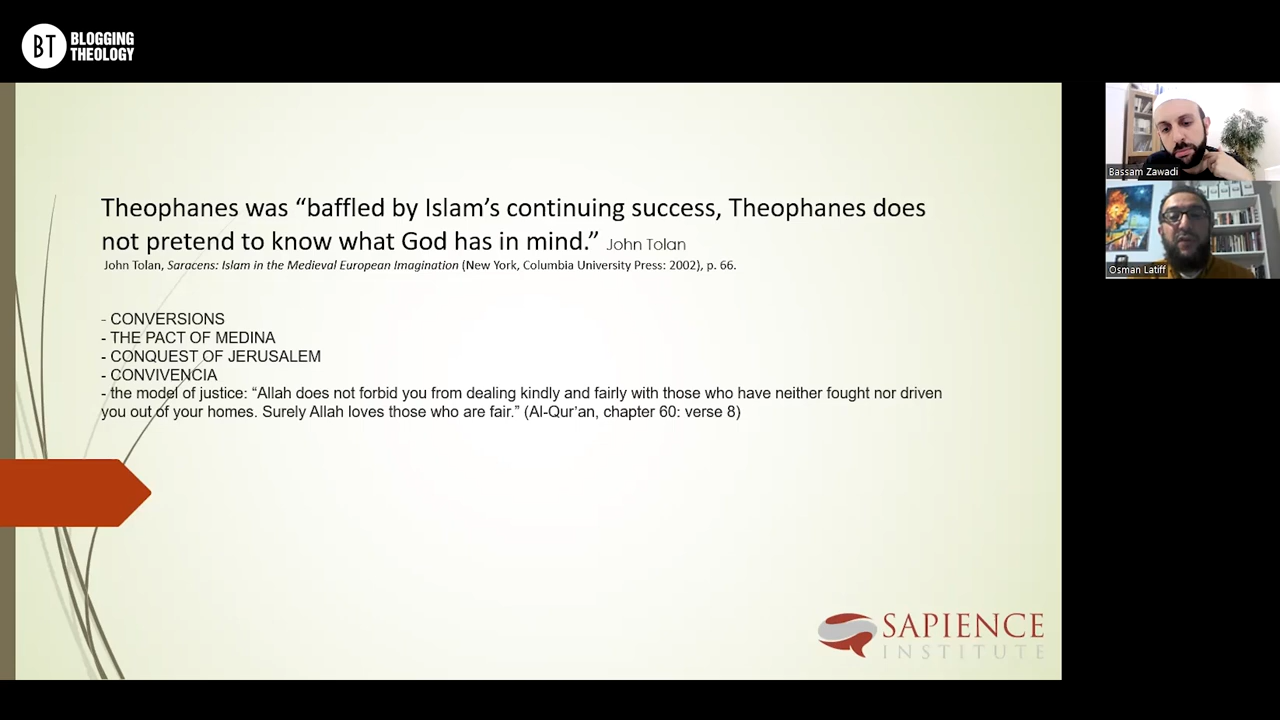 BT BLOGGING
THEOLOGY
Theophanes was “baffled by Islam’s continuing success, Theophanes does
not pretend to know what God has in mind.” John Tolan
John Tolan, Saracens: Islam in the Medieval European Imagination (New York, Columbia University Press: 2002), p. 66.
- CONVERSIONS
- THE PACT OF MEDINA
- CONQUEST OF JERUSALEM
- CONVIVENCIA
- the model of justice: “Allah does not forbid you from dealing kindly and fairly with those who have neither fought nor driven
you out of your homes. Surely Allah loves those who are fair.” (Al-Qur’an, chapter 60: verse 8)
SAPIENCE
INSTITUTE
Bassam Zawadi
Osman Latiff